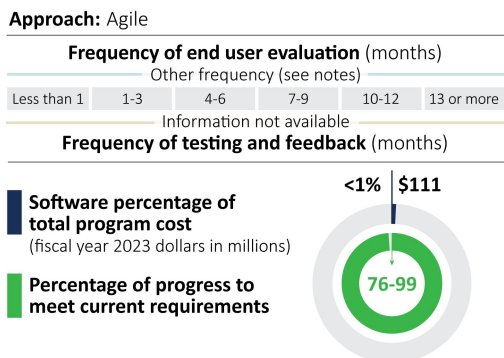 Approach: Agile
Frequency of end user evaluation (months)
Other frequency (see notes)
Less than 1 1-3 4-6 7-9 10-12 13 or more
Information not available
Frequency of testing and feedback (months)
<1% $111
Software percentage of
total program cost
(fiscal year 2023 dollars in millions)
Percentage of progress to
meet current requirements
76-99